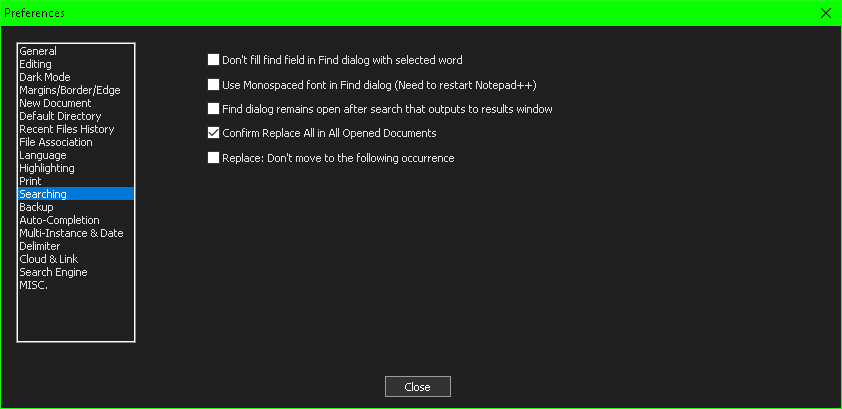 Preferences
General
Editing
Dark Mode
Margins/Border/Edge
New Document
Default Directory
Recent Files History
File Association
Language
Highlighting
Print
Searching
Backup
Auto-Completion
Multi-Instance & Date
Delimiter
Cloud & Link
Search Engine
MISC.
Don't fill find field in Find dialog with selected word
Use Monospaced font in Find dialog (Need to restart Notepad++)
Find dialog remains open after search that outputs to results window
Confirm Replace All in All Opened Documents
Replace: Don't move to the following occurrence
Close